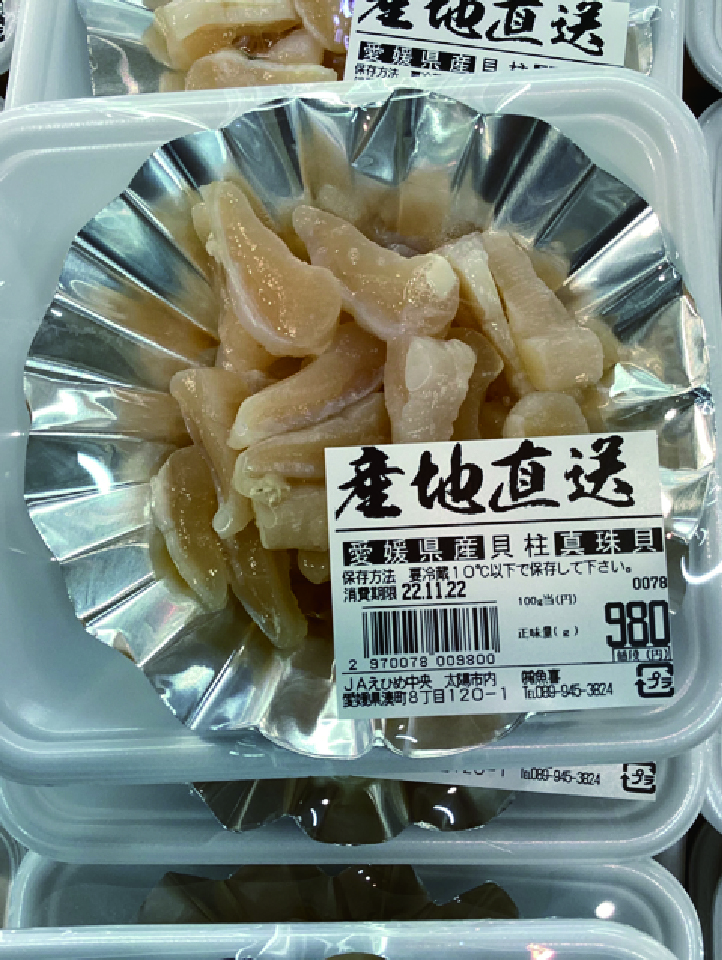 産地直送
愛媛県産貝柱
保存方法
産地直送
愛媛県産貝柱真珠貝
保存方法 要冷蔵10℃以下で保存して下さい。
消費期限 22.11.22
0078
100g当(円)
正味量(g)
980
値段(円)
2 970078 009800
JAえひめ中央 太陽市内 ㈱魚喜
愛媛県湊町8丁目120-1 ℡089-945-3824
プラ
℡089-945-3824
プラ